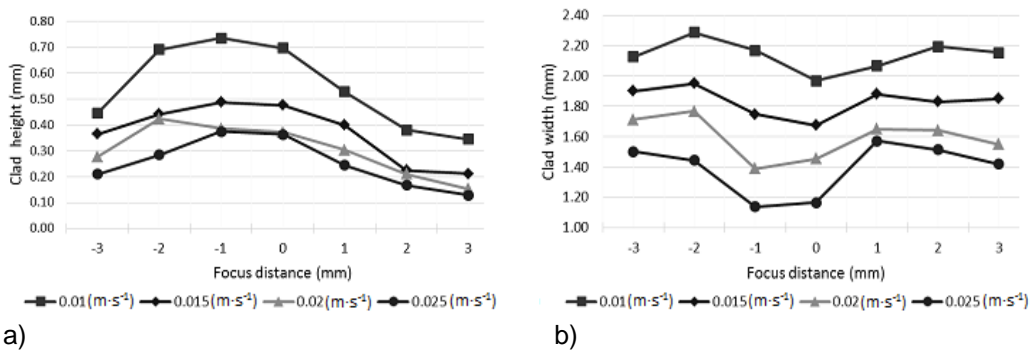 0.80
0.70
0.60
0.50
0.40
0.30
0.20
0.10
0.00
Clad height (mm)
-3 -2 -1 0 1 2 3
Focus distance (mm)
0.01(m·s⁻¹) 0.015(m·s⁻¹) 0.02(m·s⁻¹) 0.025(m·s⁻¹)
a)
2.40
2.20
2.00
1.80
1.60
1.40
1.20
1.00
Clad width (mm)
-3 -2 -1 0 1 2 3
Focus distance (mm)
0.01(m·s⁻¹) 0.015(m·s⁻¹) 0.02(m·s⁻¹) 0.025(m·s⁻¹)
b)